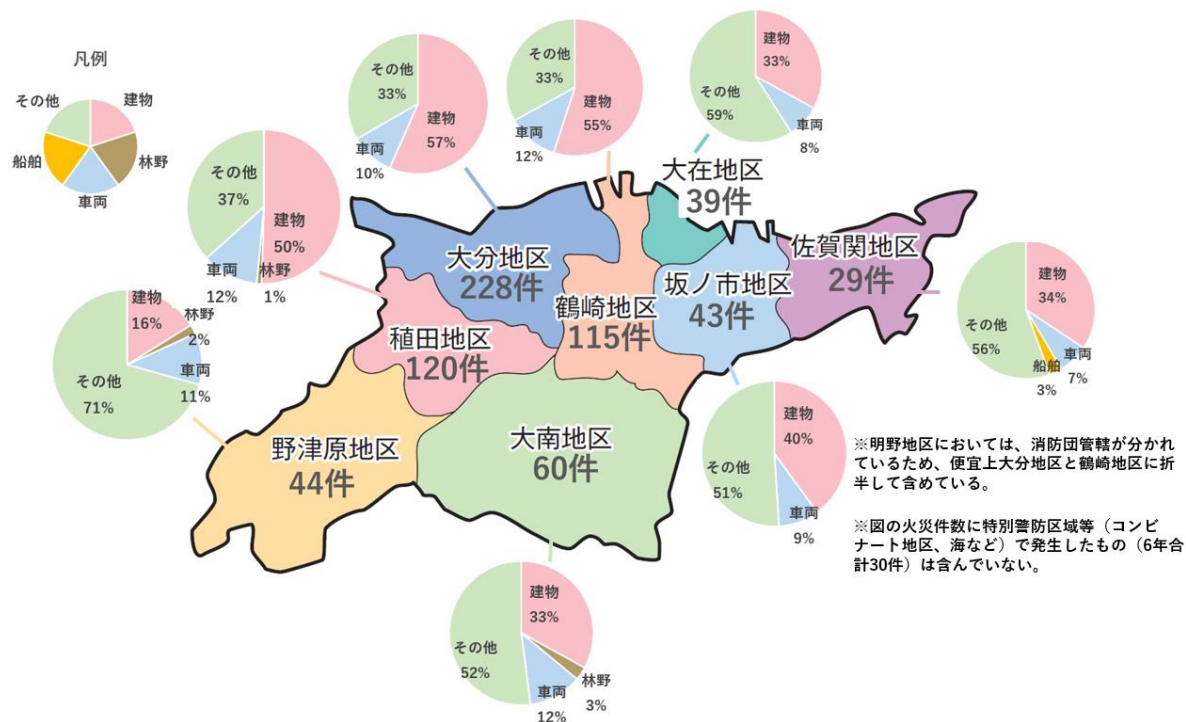 凡例
その他
建物
船舶
林野
車両
その他
33%
建物
57%
車両
10%
その他
33%
建物
55%
車両
12%
建物
33%
その他
59%
車両
8%
その他
37%
建物
50%
車両
12%
林野
1%
大在地区
39件
佐賀関地区
29件
大分地区
228件
坂ノ市地区
43件
鶴崎地区
115件
稙田地区
120件
建物
34%
その他
56%
車両
7%
船舶
3%
建物
16%
林野
2%
車両
11%
その他
71%
野津原地区
44件
大南地区
60件
建物
40%
その他
51%
車両
9%
※明野地区においては、消防団管轄が分かれ
ているため、便宜上大分地区と鶴崎地区に折
半して含めている。
※図の火災件数に特別警防区域等（コンビ
ナート地区、海など）で発生したもの（6年合
計30件）は含んでいない。
建物
33%
その他
52%
林野
3%
車両
12%